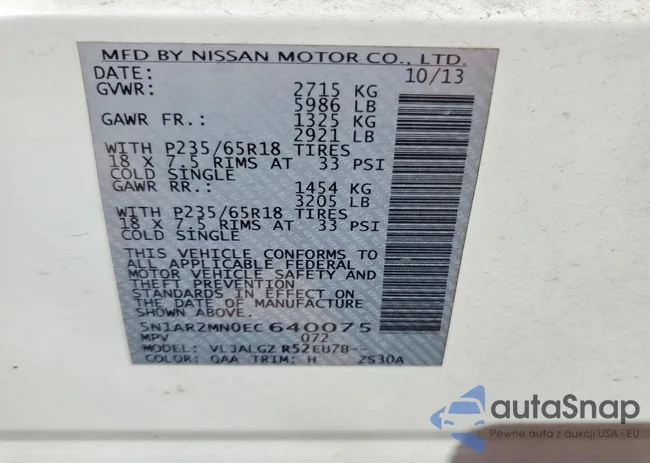 MFD BY NISSAN MOTOR CO., LTD.
DATE: 10/13
GVWR: 2715 KG
5986 LB
GAWR FR.: 1325 KG
2921 LB
WITH P235/65R18 TIRES
18 X 7.5 RIMS AT 33 PSI
COLD SINGLE
GAWR RR.: 1454 KG
3205 LB
WITH P235/65R18 TIRES
18 X 7.5 RIMS AT 33 PSI
COLD SINGLE
THIS VEHICLE CONFORMS TO
ALL APPLICABLE FEDERAL
MOTOR VEHICLE SAFETY AND
THEFT PREVENTION
STANDARDS IN EFFECT ON
THE DATE OF MANUFACTURE
SHOWN ABOVE.
5N1AR2MN0EC640075
MPV 072
MODEL: VLJALGZ R52EU7B--
COLOR: QAA TRIM: H ZS30A
autaSnap
Pewne auta z aukcji USA i EU